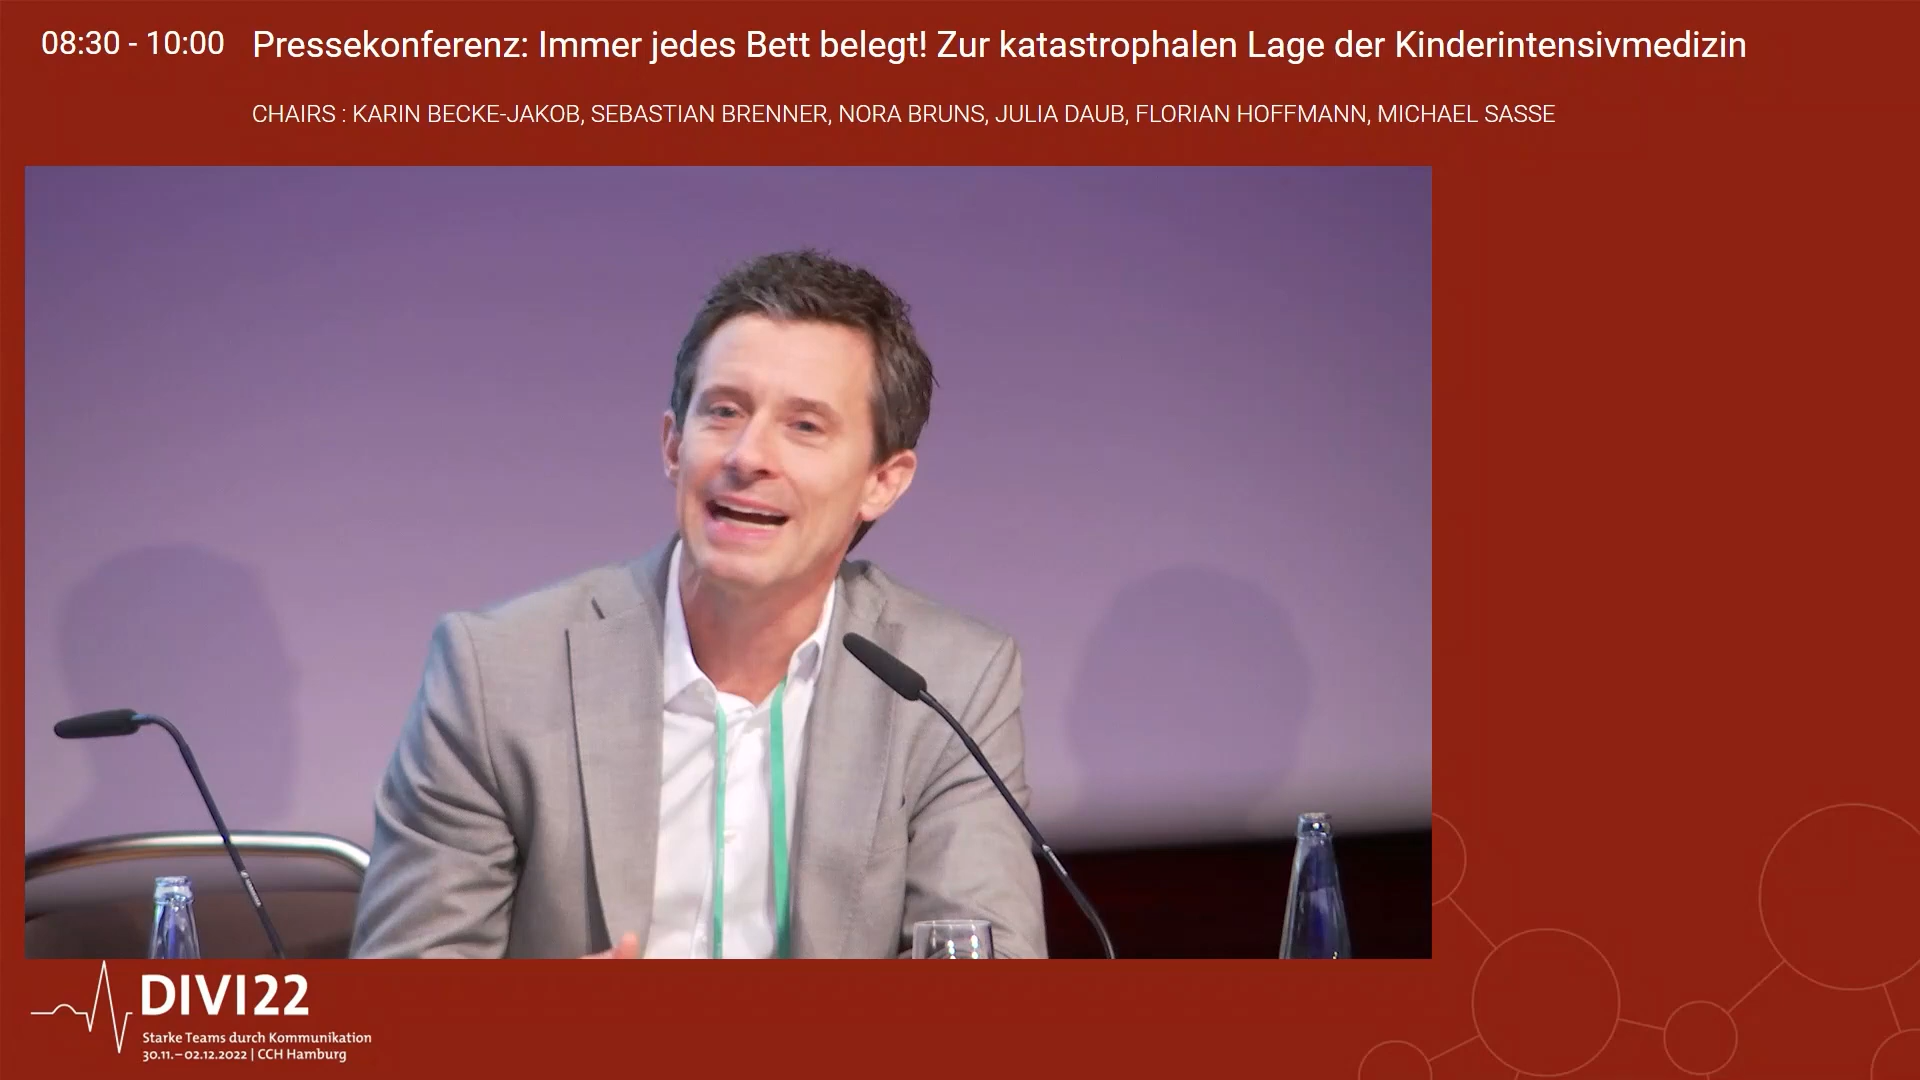 08:30 - 10:00 Pressekonferenz: Immer jedes Bett belegt! Zur katastrophalen Lage der Kinderintensivmedizin
CHAIRS : KARIN BECKE-JAKOB, SEBASTIAN BRENNER, NORA BRUNS, JULIA DAUB, FLORIAN HOFFMANN, MICHAEL SASSE
DIVI22
Starke Teams durch Kommunikation
30.11.–02.12.2022 | CCH Hamburg